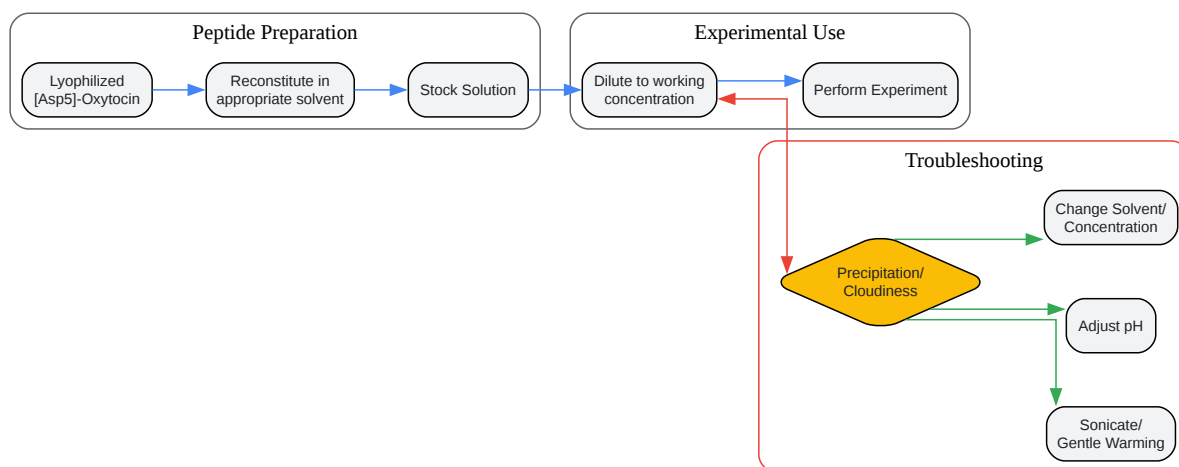 Peptide Preparation
Lyophilized
[Asp5]-Oxytocin
Reconstitute in
appropriate solvent
Stock Solution
Experimental Use
Dilute to working
concentration
Perform Experiment
Troubleshooting
Precipitation/
Cloudiness
Change Solvent/
Concentration
Adjust pH
Sonicate/
Gentle Warming